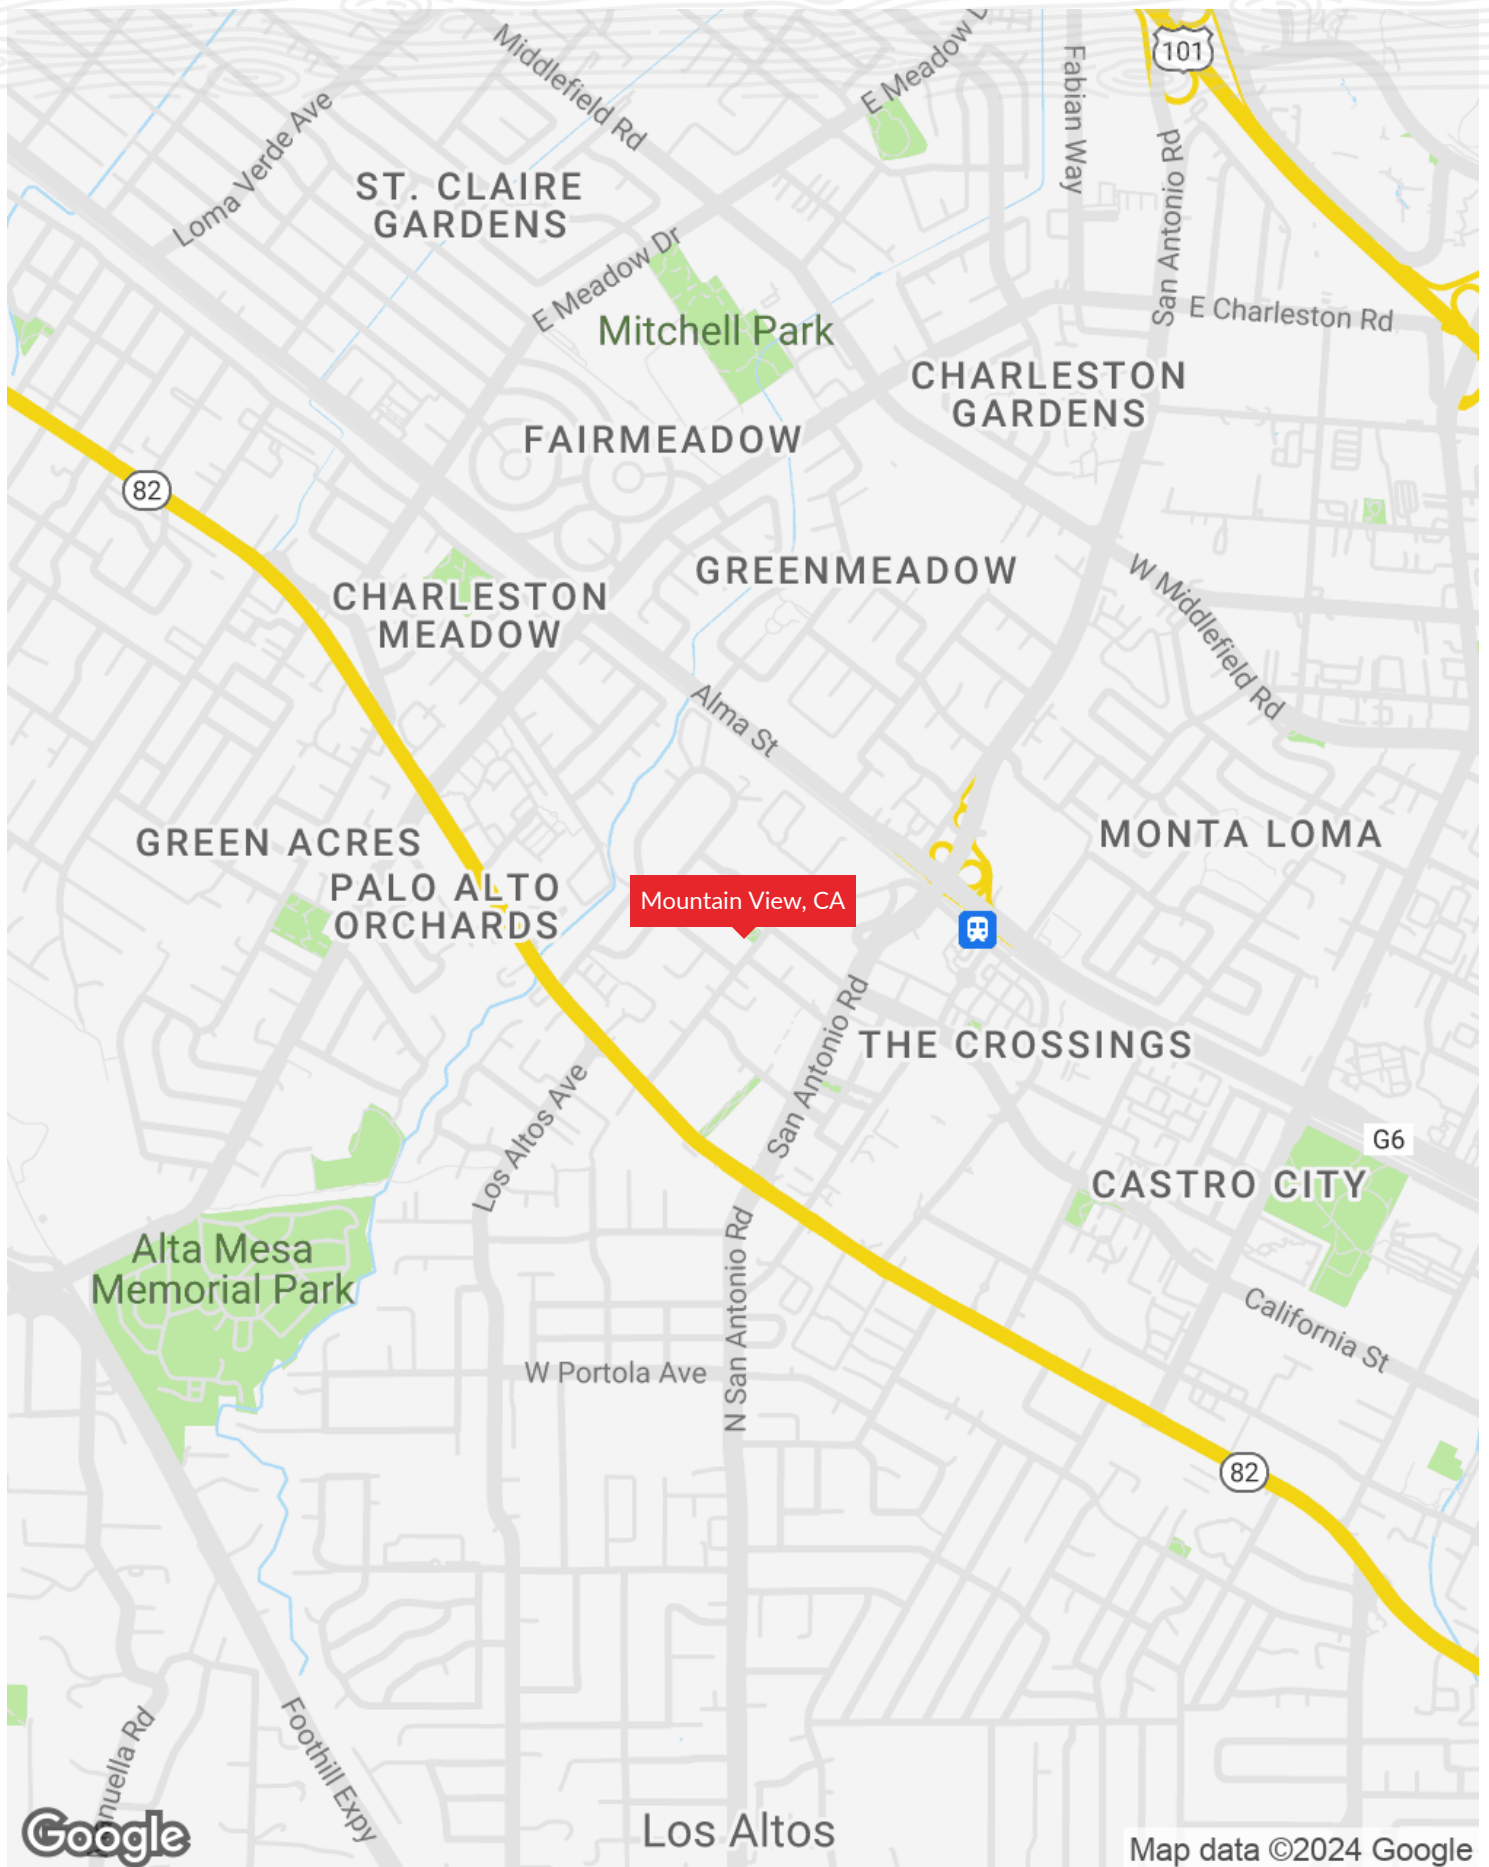 101
Middlefield Rd
E Meadow D
Fabian Way
Loma Verde Ave
San Antonio Rd
ST. CLAIRE
GARDENS
E Meadow Dr
E Charleston Rd
Mitchell Park
CHARLESTON
GARDENS
FAIRMEADOW
82
GREENMEADOW
CHARLESTON
MEADOW
W Middlefield Rd
Alma St
GREEN ACRES
MONTA LOMA
PALO ALTO
ORCHARDS
Mountain View, CA
San Antonio Rd
THE CROSSINGS
Los Altos Ave
G6
CASTRO CITY
Alta Mesa
Memorial Park
N San Antonio Rd
California St
W Portola Ave
82
nuella Rd
Foothill Expy
Los Altos
Google
Map data ©2024 Google